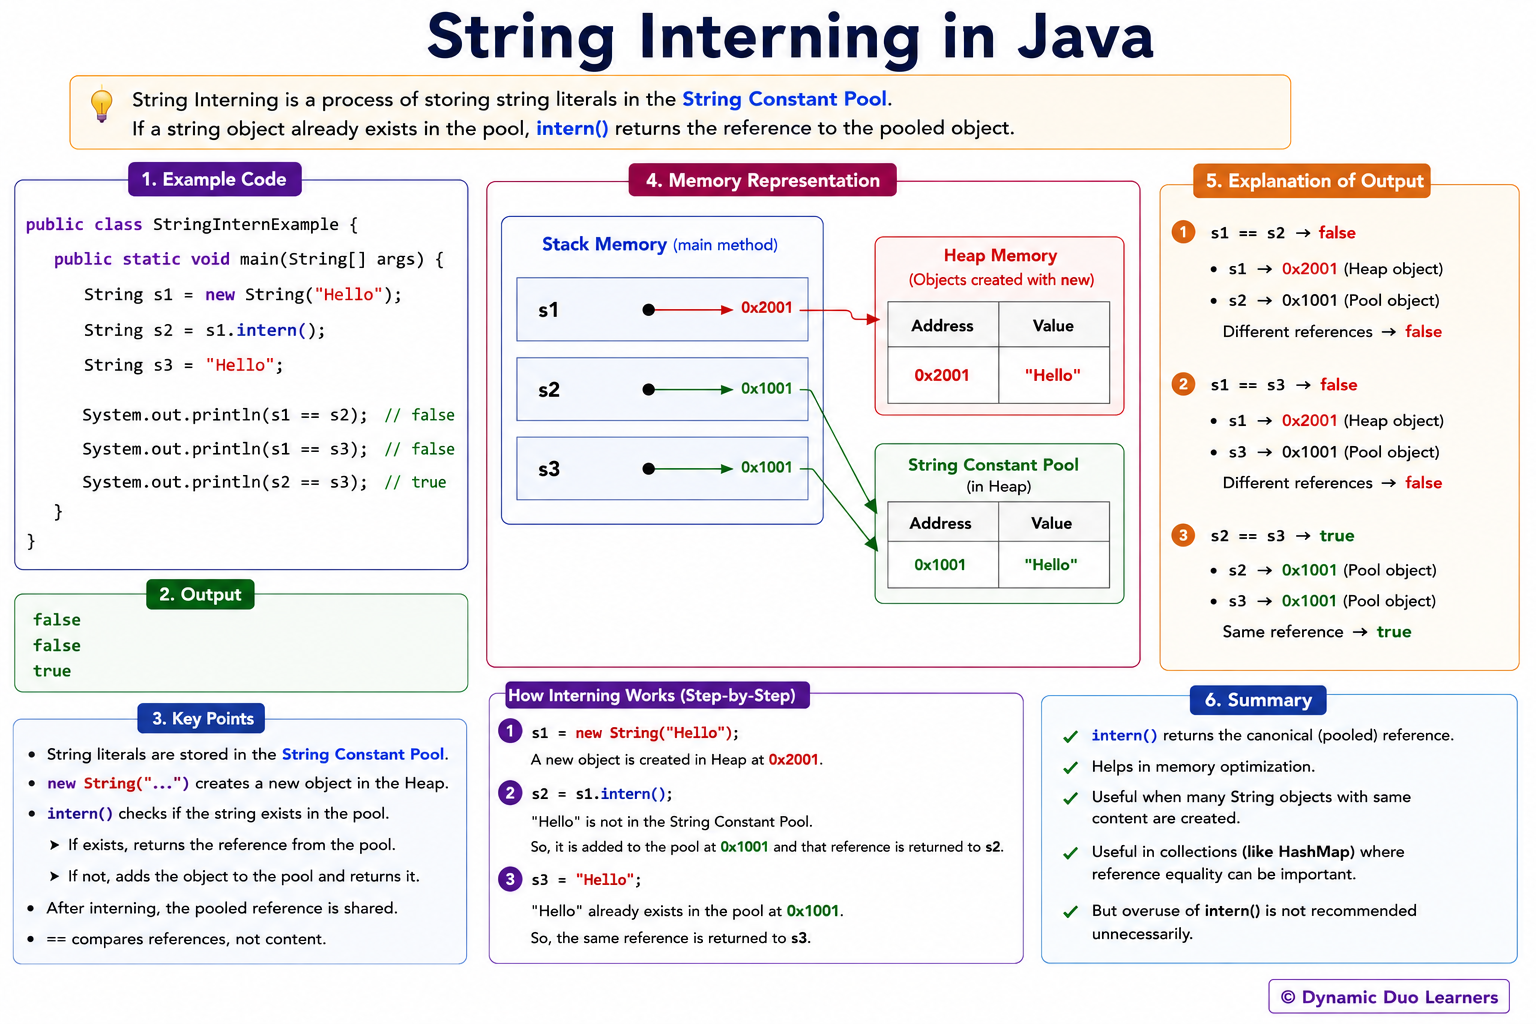 String Interning in Java
String Interning is a process of storing string literals in the String Constant Pool.
If a string object already exists in the pool, intern() returns the reference to the pooled object.
1. Example Code
public class StringInternExample {
public static void main(String[] args) {
String s1 = new String("Hello");
String s2 = s1.intern();
String s3 = "Hello";
System.out.println(s1 == s2); // false
System.out.println(s1 == s3); // false
System.out.println(s2 == s3); // true
}
}
2. Output
false
false
true
3. Key Points
• String literals are stored in the String Constant Pool.
• new String("...") creates a new object in the Heap.
• intern() checks if the string exists in the pool.
➤ If exists, returns the reference from the pool.
➤ If not, adds the object to the pool and returns it.
• After interning, the pooled reference is shared.
• == compares references, not content.
4. Memory Representation
Stack Memory (main method)
s1 0x2001
s2 0x1001
s3 0x1001
Heap Memory
(Objects created with new)
Address Value
0x2001 "Hello"
String Constant Pool
(in Heap)
Address Value
0x1001 "Hello"
How Interning Works (Step-by-Step)
1 s1 = new String("Hello");
A new object is created in Heap at 0x2001.
2 s2 = s1.intern();
"Hello" is not in the String Constant Pool.
So, it is added to the pool at 0x1001 and that reference is returned to s2.
3 s3 = "Hello";
"Hello" already exists in the pool at 0x1001.
So, the same reference is returned to s3.
5. Explanation of Output
1 s1 == s2 → false
• s1 → 0x2001 (Heap object)
• s2 → 0x1001 (Pool object)
Different references → false
2 s1 == s3 → false
• s1 → 0x2001 (Heap object)
• s3 → 0x1001 (Pool object)
Different references → false
3 s2 == s3 → true
• s2 → 0x1001 (Pool object)
• s3 → 0x1001 (Pool object)
Same reference → true
6. Summary
✓ intern() returns the canonical (pooled) reference.
✓ Helps in memory optimization.
✓ Useful when many String objects with same
content are created.
✓ Useful in collections (like HashMap) where
reference equality can be important.
✓ But overuse of intern() is not recommended
unnecessarily.
© Dynamic Duo Learners